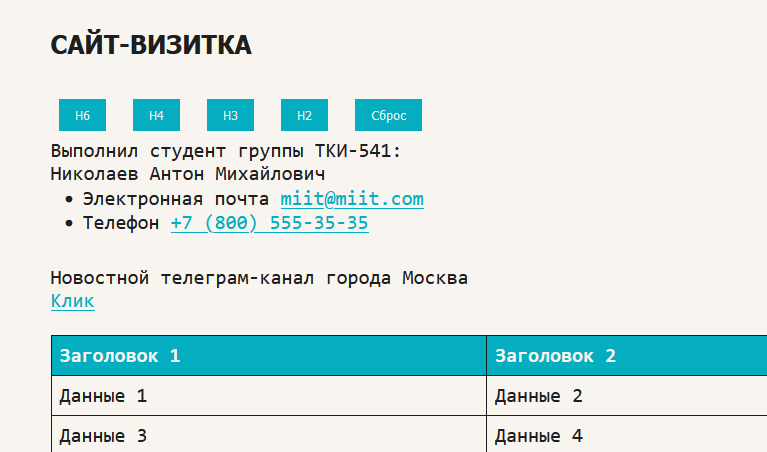 САЙТ-ВИЗИТКА
H6 H4 H3 H2 Сброс
Выполнил студент группы ТКИ-541:
Николаев Антон Михайлович
• Электронная почта miit@miit.com
• Телефон +7 (800) 555-35-35
Новостной телеграм-канал города Москва
Клик
Заголовок 1 Заголовок 2
Данные 1 Данные 2
Данные 3 Данные 4